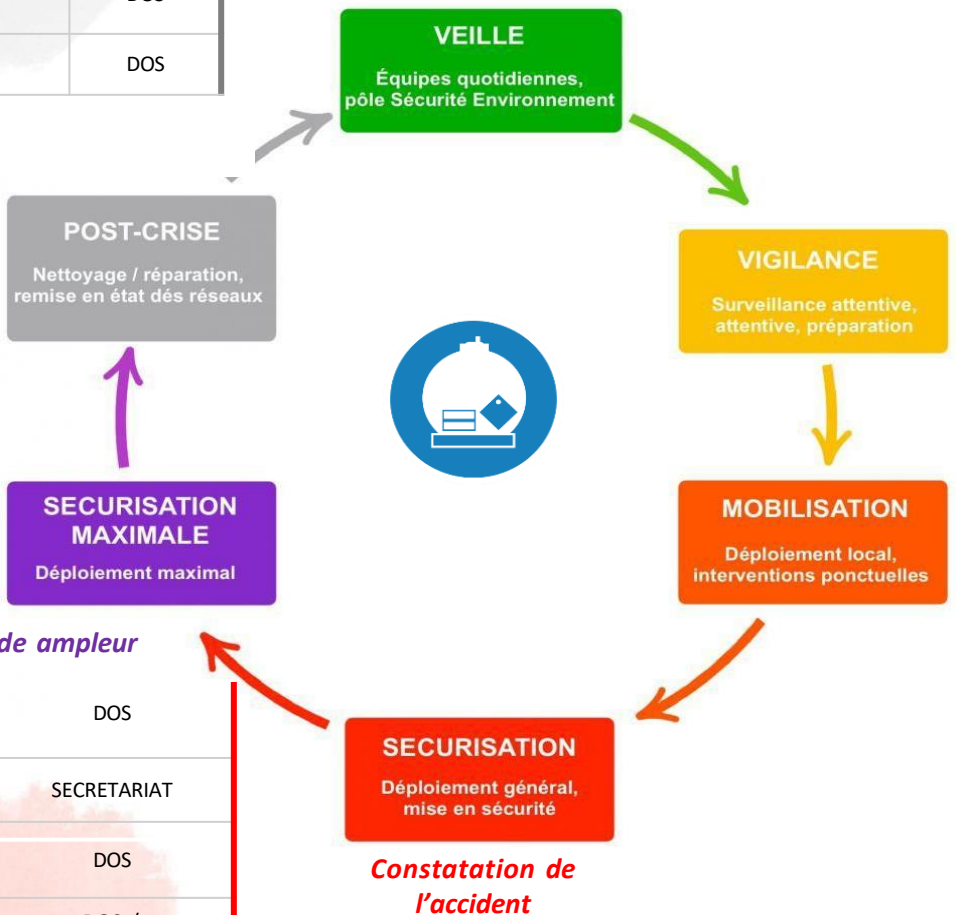 DOS
VEILLE
Équipes quotidiennes,
pôle Sécurité Environnement
POST-CRISE
Nettoyage / réparation,
remise en état dés réseaux
VIGILANCE
Surveillance attentive,
attentive, préparation
SECURISATION
MAXIMALE
Déploiement maximal
MOBILISATION
Déploiement local,
interventions ponctuelles
de ampleur
DOS
SECRETARIAT
DOS
SECURISATION
Déploiement général,
mise en sécurité
Constatation de
l’accident